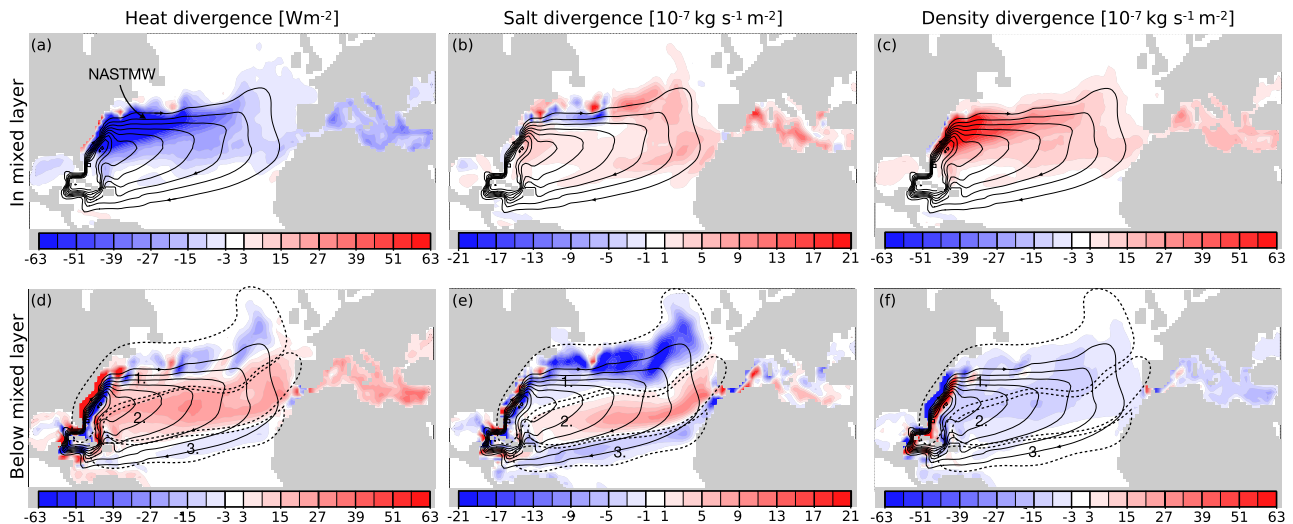 Heat divergence [Wm-2]
Salt divergence [10-7 kg s-1 m-2]
Density divergence [10-7 kg s-1 m-2]
In mixed layer
(a)
NASTMW
(b)
(c)
-63 -51 -39 -27 -15 -3 3 15 27 39 51 63
-21 -17 -13 -9 -5 -1 1 5 9 13 17 21
-63 -51 -39 -27 -15 -3 3 15 27 39 51 63
Below mixed layer
(d)
1.
2.
3.
(e)
1.
2.
3.
(f)
1.
2.
3.
-63 -51 -39 -27 -15 -3 3 15 27 39 51 63
-21 -17 -13 -9 -5 -1 1 5 9 13 17 21
-63 -51 -39 -27 -15 -3 3 15 27 39 51 63